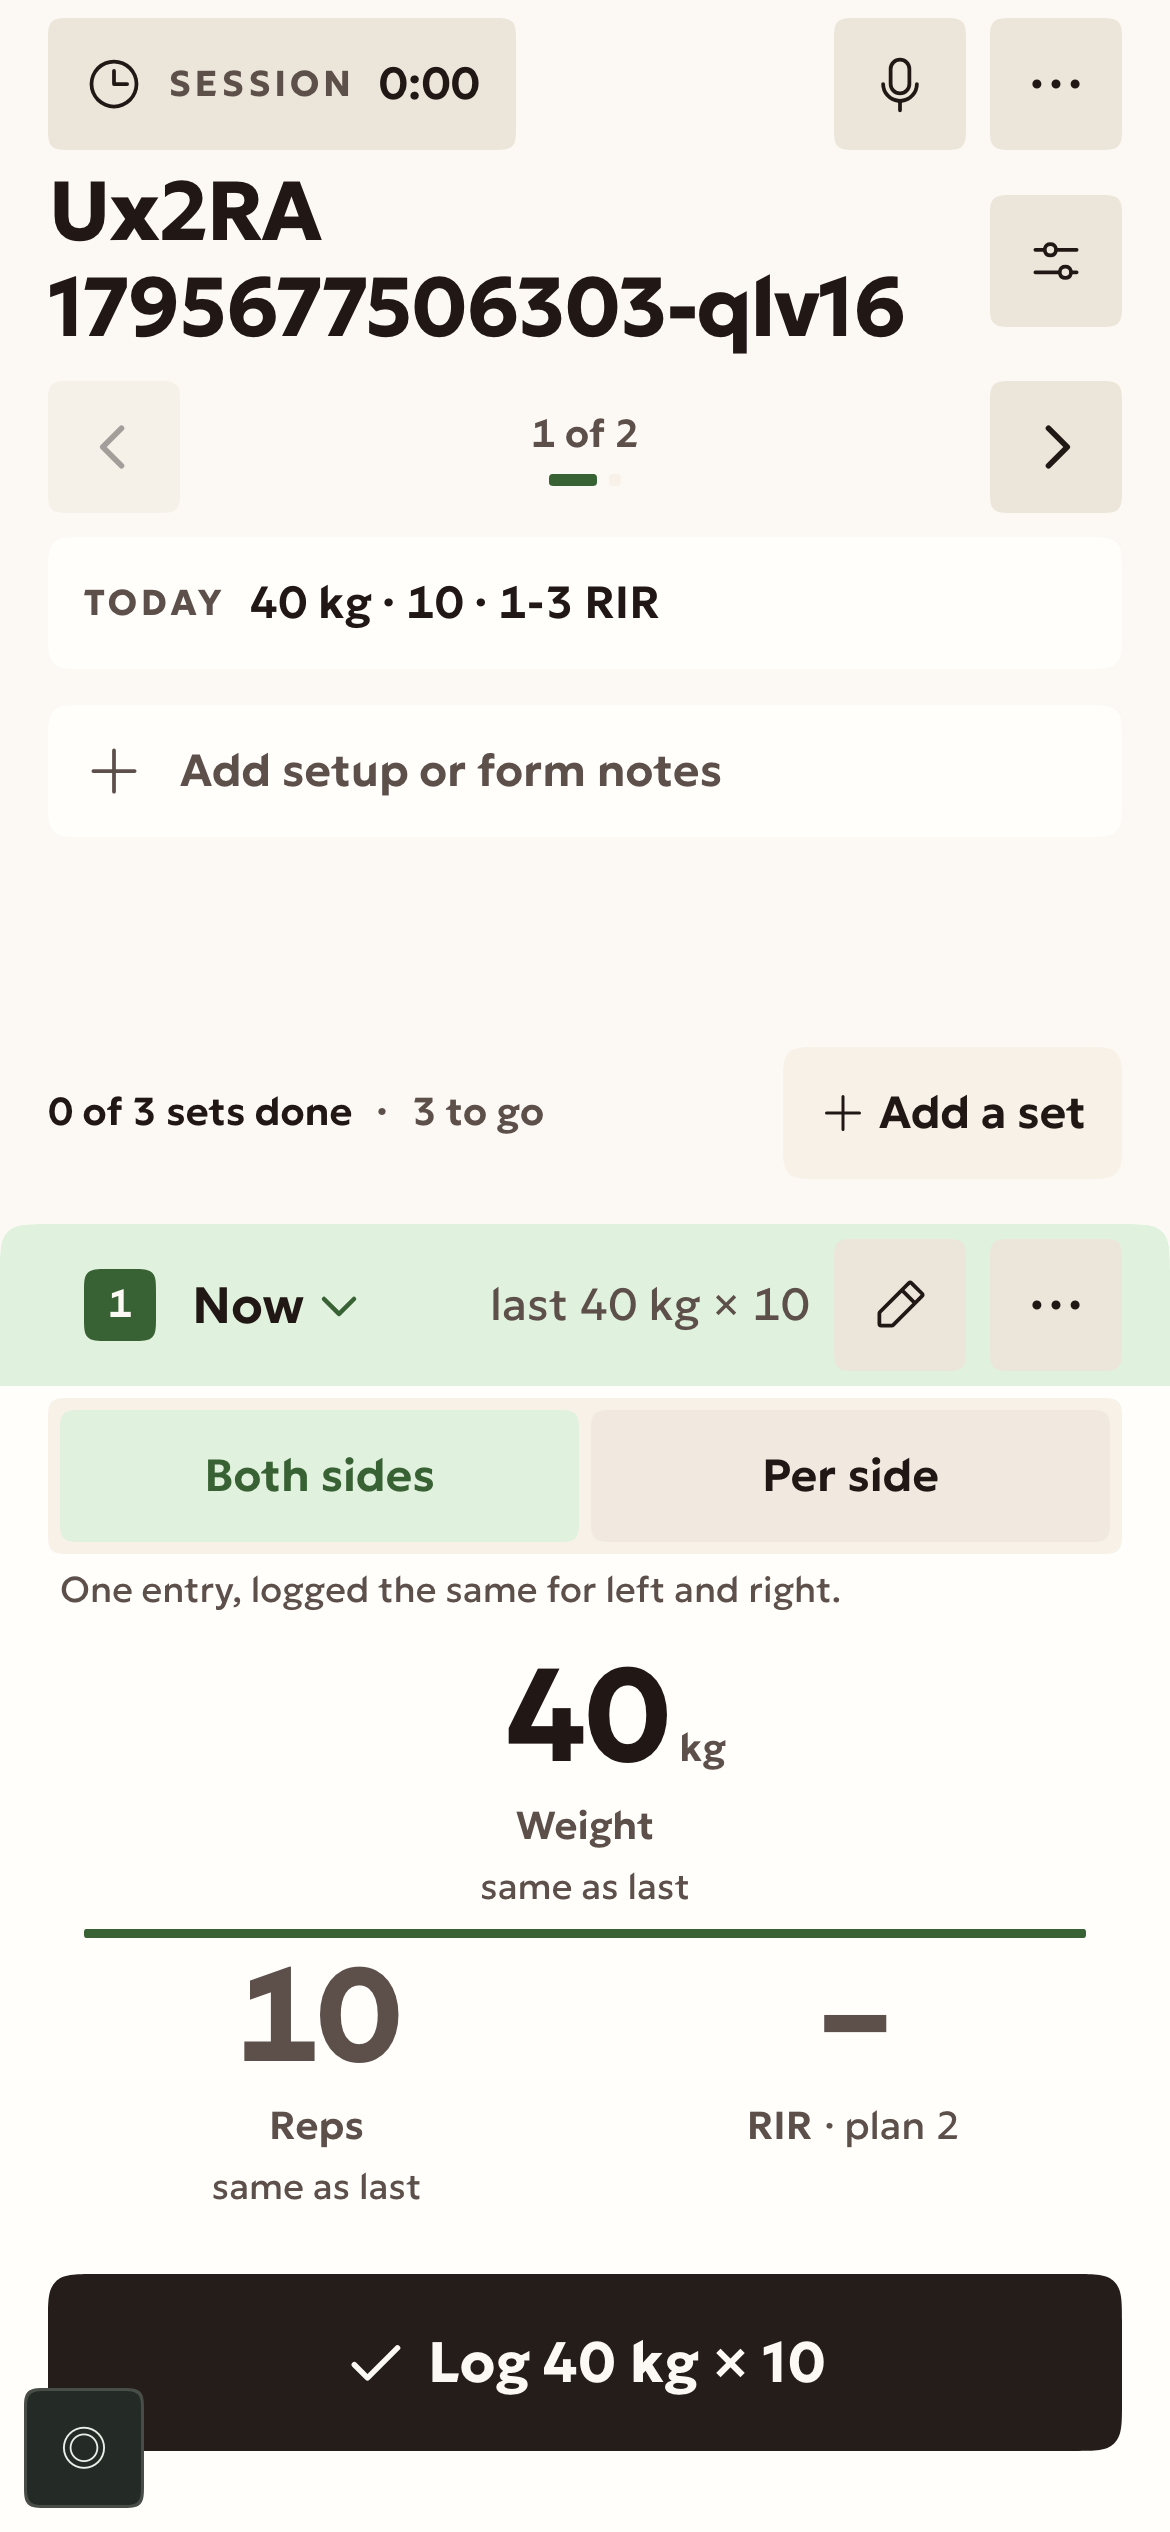 SESSION 0:00
Ux2RA
1795677506303-qlv16
1 of 2
TODAY 40 kg · 10 · 1-3 RIR
Add setup or form notes
0 of 3 sets done · 3 to go
Add a set
1 Now last 40 kg × 10
Both sides
Per side
One entry, logged the same for left and right.
40 kg
Weight
same as last
10
Reps
same as last
–
RIR · plan 2
Log 40 kg × 10